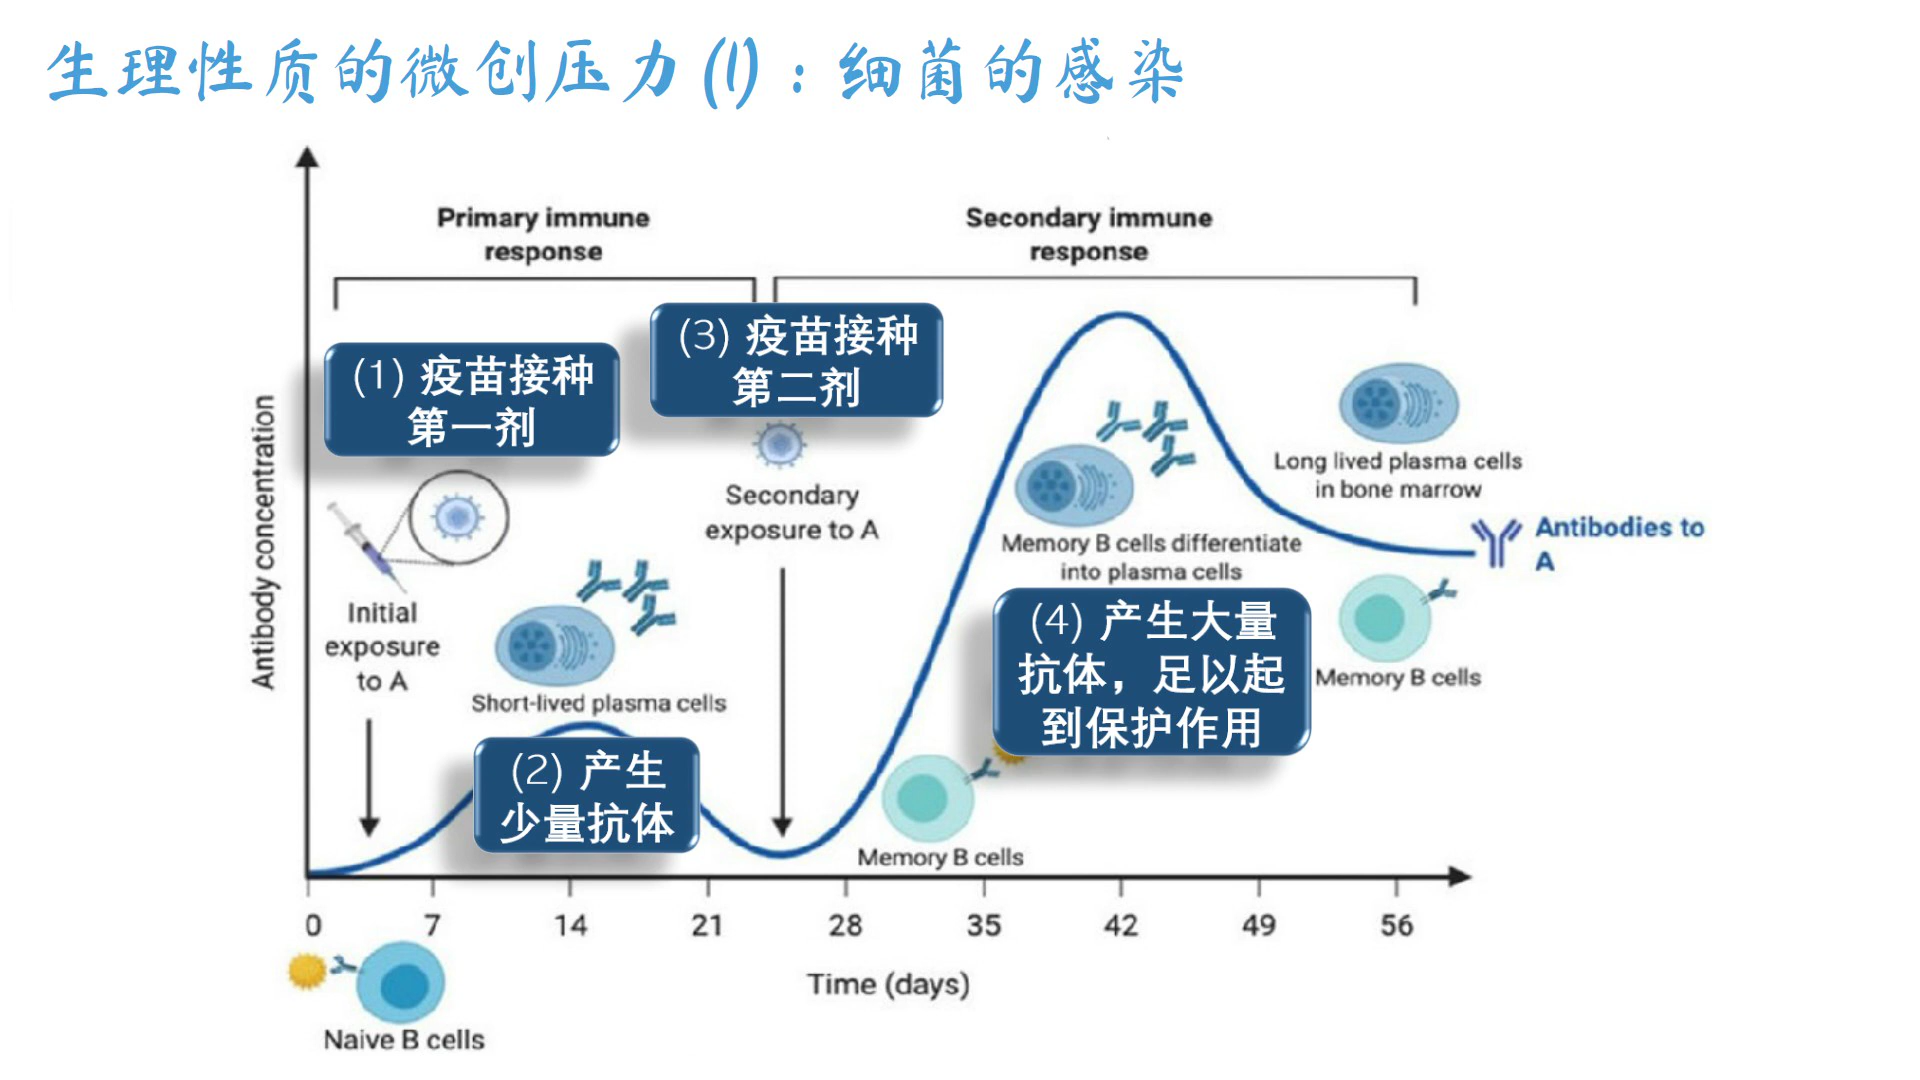 生理性质的微创压力(1)：细菌的感染
Primary immune
response
Secondary immune
response
(1) 疫苗接种
第一剂
(3) 疫苗接种
第二剂
Antibody concentration
Initial
exposure
to A
Short-lived plasma cells
(2) 产生
少量抗体
Secondary
exposure to A
Memory B cells differentiate
into plasma cells
(4) 产生大量
抗体，足以起
到保护作用
Memory B cells
Long lived plasma cells
in bone marrow
Antibodies to
A
Memory B cells
0 7 14 21 28 35 42 49 56
Time (days)
Naive B cells